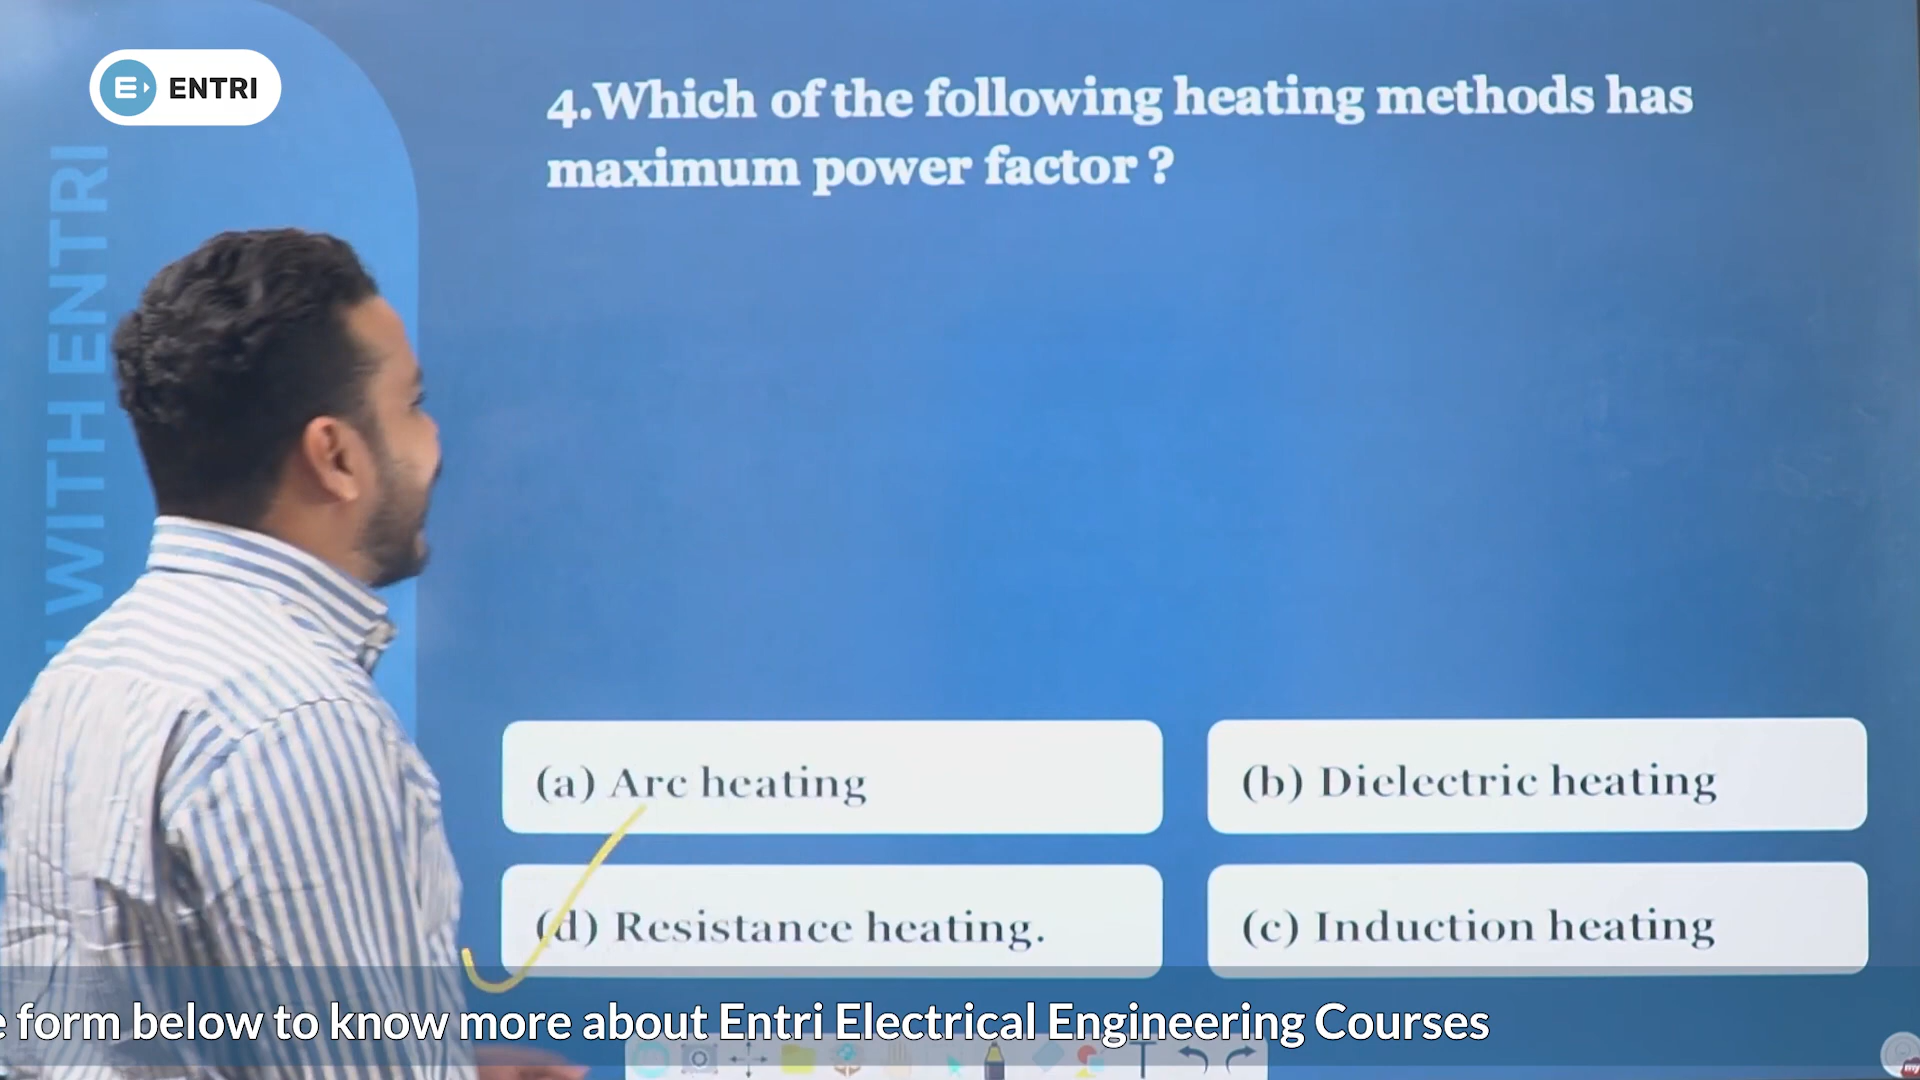 ENTRI
WITH ENTRI
4.Which of the following heating methods has
maximum power factor ?
(a) Arc heating
(b) Dielectric heating
(d) Resistance heating.
(c) Induction heating
form below to know more about Entri Electrical Engineering Courses